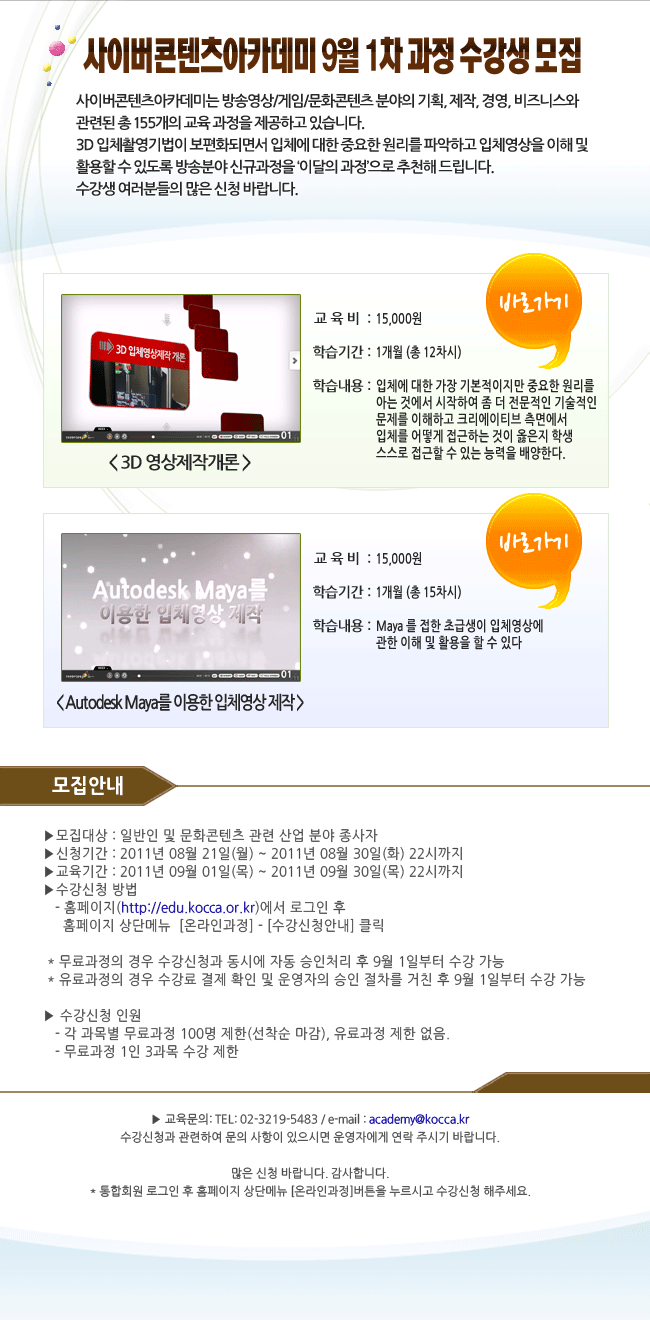 사이버콘텐츠아카데미 9월 1차 과정 수강생 모집
사이버콘텐츠아카데미는 방송영상/게임/문화콘텐츠 분야의 기획, 제작, 경영, 비즈니스와
관련된 총 155개의 교육 과정을 제공하고 있습니다.
3D 입체촬영기법이 보편화되면서 입체에 대한 중요한 원리를 파악하고 입체영상을 이해 및
활용할 수 있도록 방송분야 신규과정을 ‘이달의 과정’으로 추천해 드립니다.
수강생 여러분들의 많은 신청 바랍니다.
바로가기
3D 입체영상제작 개론
01
< 3D 영상제작개론 >
교 육 비 : 15,000원
학습기간 : 1개월 (총 12차시)
학습내용 : 입체에 대한 가장 기본적이지만 중요한 원리를
아는 것에서 시작하여 좀 더 전문적인 기술적인
문제를 이해하고 크리에이티브 측면에서
입체를 어떻게 접근하는 것이 옳은지 학생
스스로 접근할 수 있는 능력을 배양한다.
바로가기
Autodesk Maya를
이용한 입체영상 제작
01
< Autodesk Maya를 이용한 입체영상 제작 >
교 육 비 : 15,000원
학습기간 : 1개월 (총 15차시)
학습내용 : Maya 를 접한 초급생이 입체영상에
관한 이해 및 활용을 할 수 있다
모집안내
▶모집대상 : 일반인 및 문화콘텐츠 관련 산업 분야 종사자
▶신청기간 : 2011년 08월 21일(월) ~ 2011년 08월 30일(화) 22시까지
▶교육기간 : 2011년 09월 01일(목) ~ 2011년 09월 30일(목) 22시까지
▶수강신청 방법
- 홈페이지(http://edu.kocca.or.kr)에서 로그인 후
홈페이지 상단메뉴 [온라인과정] - [수강신청안내] 클릭
* 무료과정의 경우 수강신청과 동시에 자동 승인처리 후 9월 1일부터 수강 가능
* 유료과정의 경우 수강료 결제 확인 및 운영자의 승인 절차를 거친 후 9월 1일부터 수강 가능
▶ 수강신청 인원
- 각 과목별 무료과정 100명 제한(선착순 마감), 유료과정 제한 없음.
- 무료과정 1인 3과목 수강 제한
▶ 교육문의: TEL: 02-3219-5483 / e-mail : academy@kocca.kr
수강신청과 관련하여 문의 사항이 있으시면 운영자에게 연락 주시기 바랍니다.
많은 신청 바랍니다. 감사합니다.
* 통합회원 로그인 후 홈페이지 상단메뉴 [온라인과정]버튼을 누르시고 수강신청 해주세요.